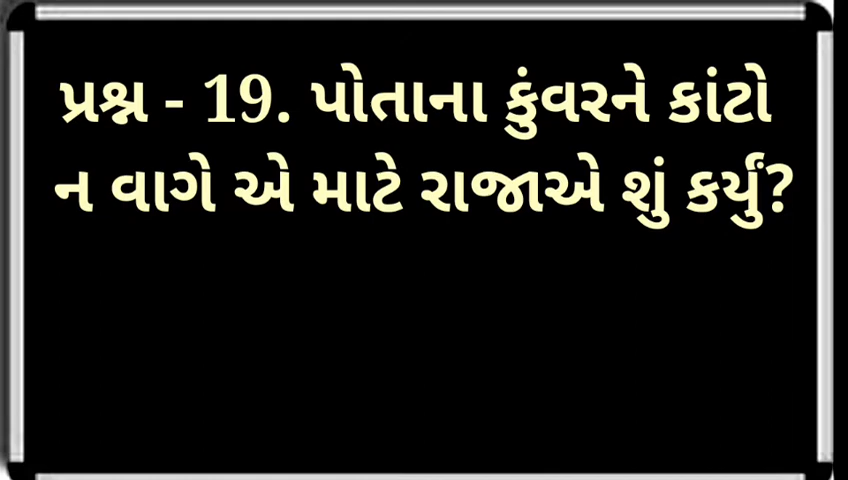 પ્રશ્ન - 19. પોતાના કુંવરને કાંટો
ન વાગે એ માટે રાજાએ શું કર્યું?